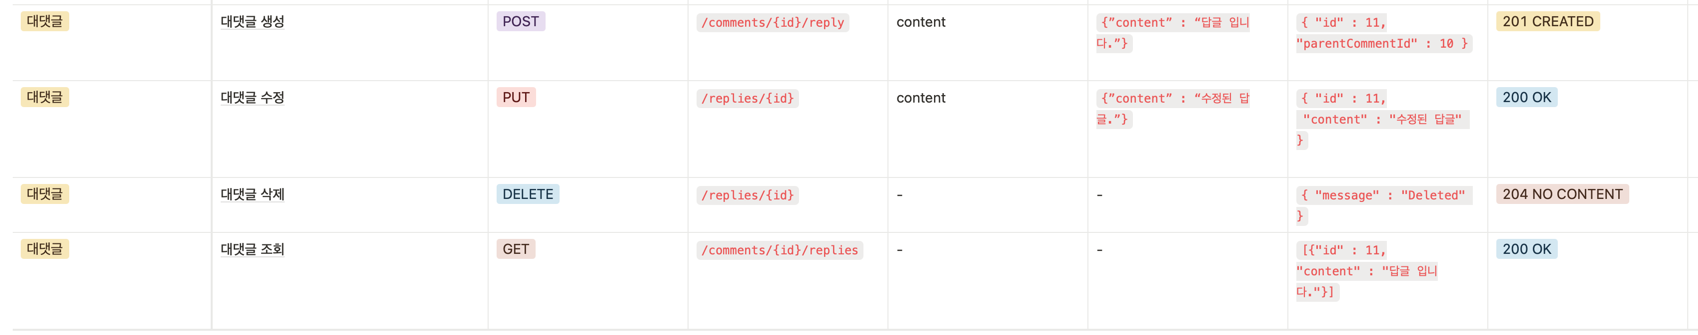 대댓글 대댓글 생성 POST /comments/{id}/reply content {”content” : “답글 입니 { "id" : 11, 201 CREATED
다.”} "parentCommentId" : 10 }
대댓글 대댓글 수정 PUT /replies/{id} content {”content” : “수정된 답 { "id" : 11, 200 OK
글.”} "content" : "수정된 답글"
}
대댓글 대댓글 삭제 DELETE /replies/{id} - - { "message" : "Deleted" 204 NO CONTENT
}
대댓글 대댓글 조회 GET /comments/{id}/replies - - [{"id" : 11, 200 OK
"content" : "답글 입니
다."}]